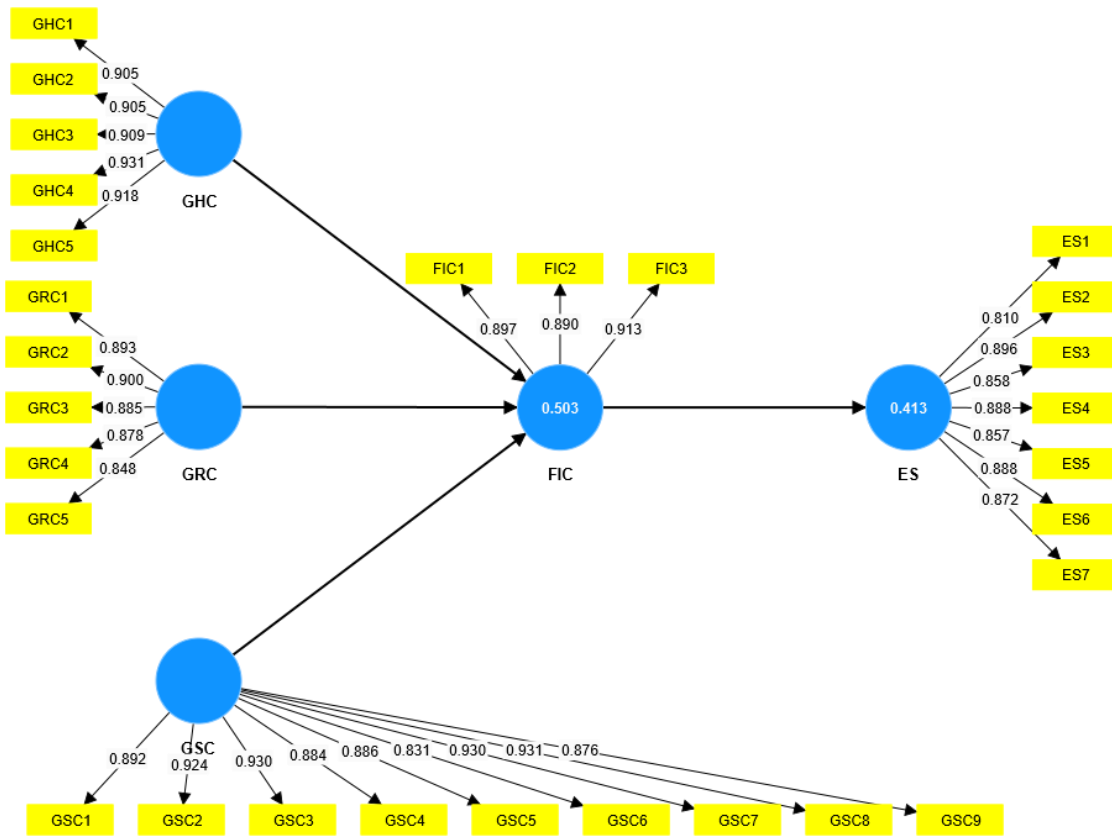 GHC1
GHC2
GHC3
GHC4
GHC5
0.905
0.905
0.909
0.931
0.918
GHC
GRC1
GRC2
GRC3
GRC4
GRC5
0.893
0.900
0.885
0.878
0.848
GRC
FIC1
FIC2
FIC3
0.897
0.890
0.913
0.503
FIC
ES1
ES2
ES3
ES4
ES5
ES6
ES7
0.810
0.896
0.858
0.888
0.857
0.888
0.872
0.413
ES
GSC
0.892
0.924
0.930
0.884
0.886
0.831
0.930
0.931
0.876
GSC1
GSC2
GSC3
GSC4
GSC5
GSC6
GSC7
GSC8
GSC9